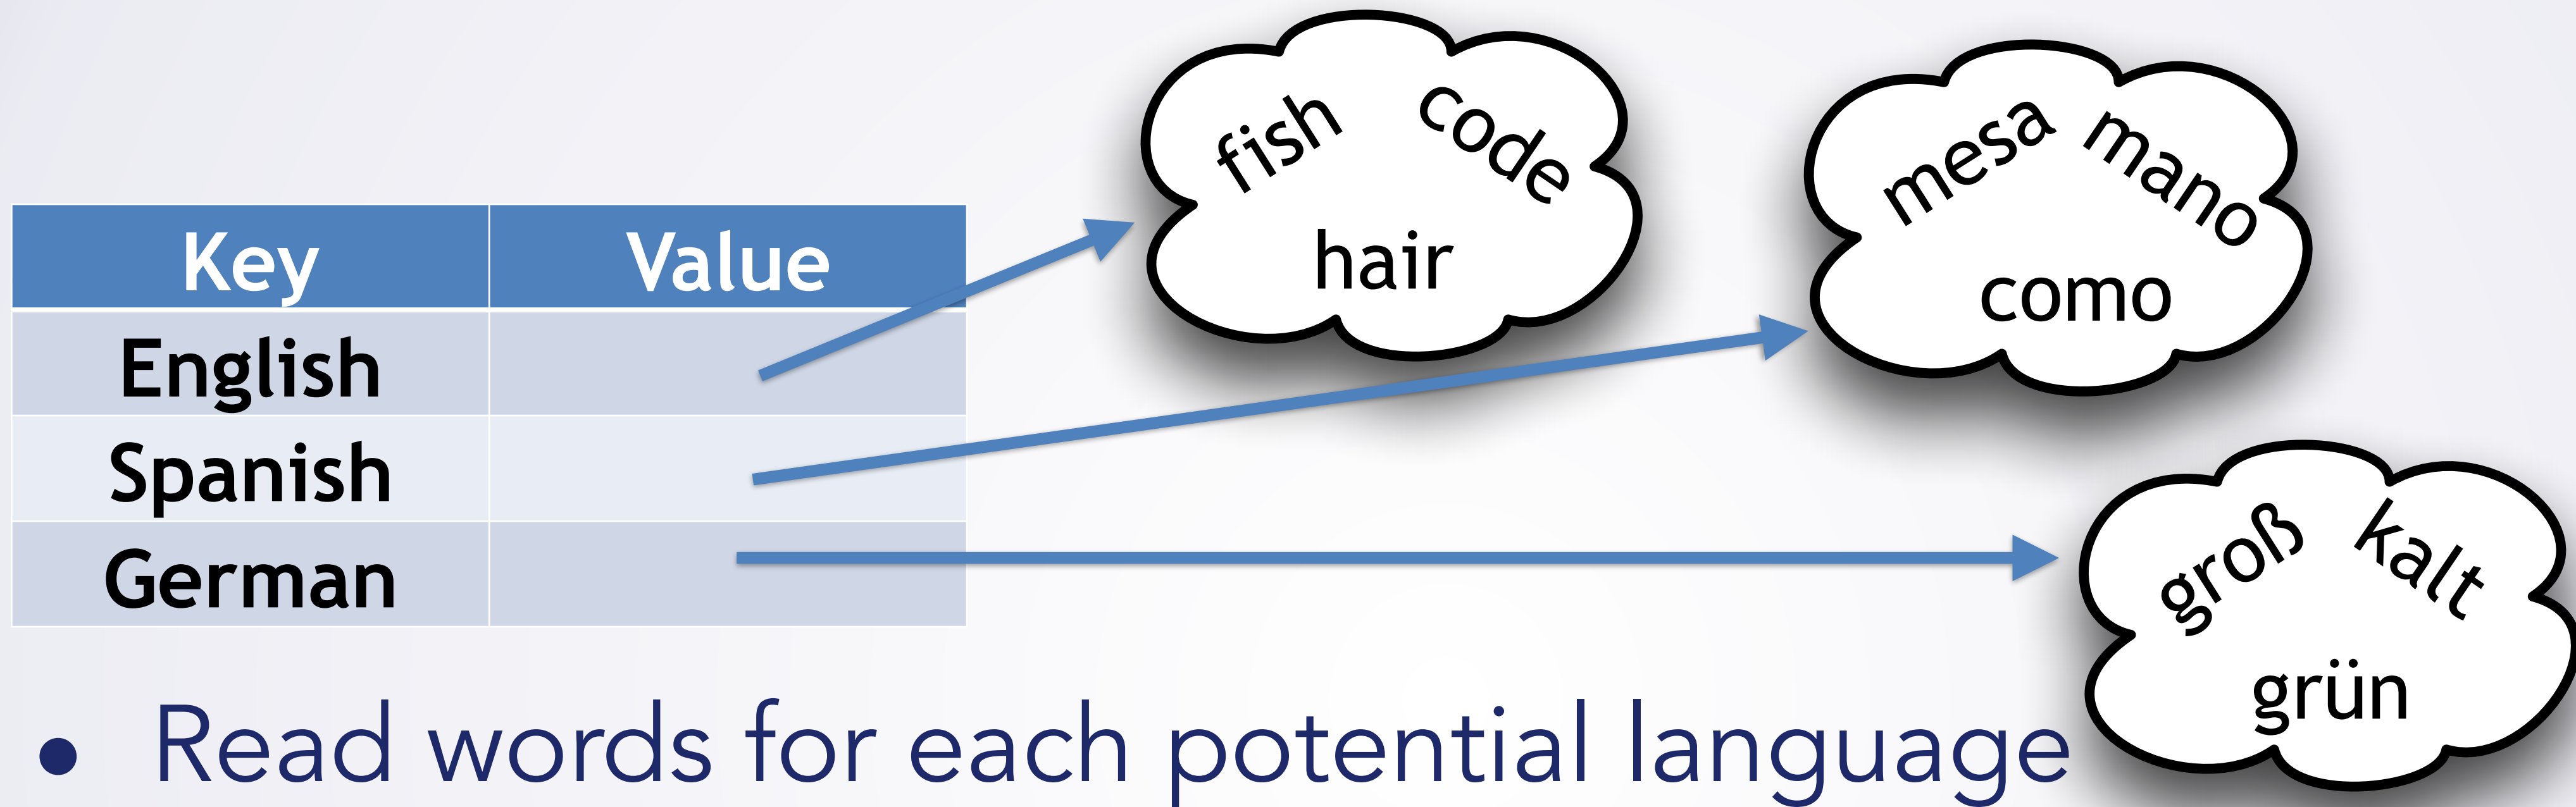 Key Value
English
Spanish
German
fish code
hair
mesa mano
como
groß kalt
grün
• Read words for each potential language